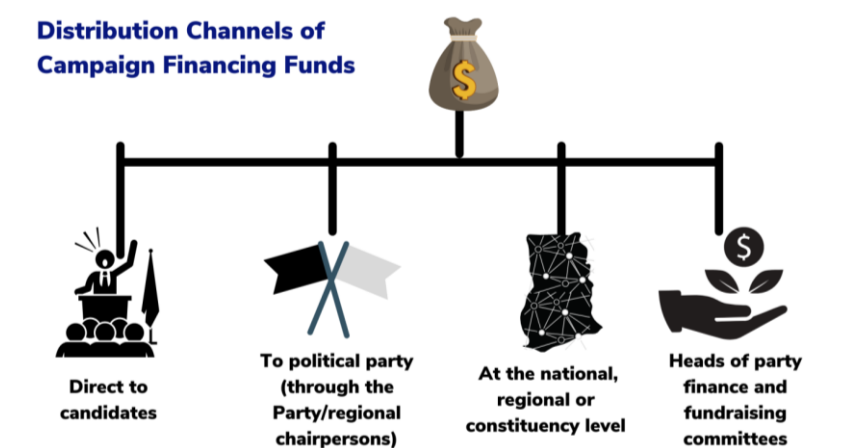 Distribution Channels of
Campaign Financing Funds
$
$
Direct to
candidates
To political party
(through the
Party/regional
chairpersons)
At the national,
regional or
constituency level
Heads of party
finance and
fundraising
committees